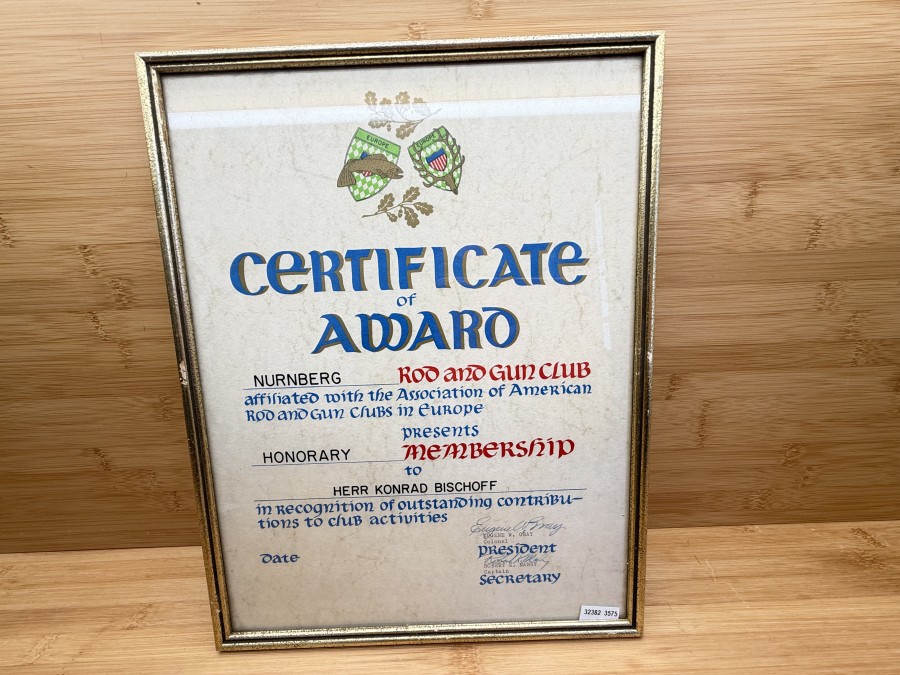 EUROPE EUROPE
CERTIFICATE
OF
AWARD
NURNBERG ROD AND GUN CLUB
affiliated with the Association of American
Rod and Gun Clubs in Europe
presents
HONORARY MEMBERSHIP
to
HERR KONRAD BISCHOFF
in recognition of outstanding contribu-
tions to club activities
EUGENE W. GRAY
Colonel
Date president
Captain
secretary
32382 3575